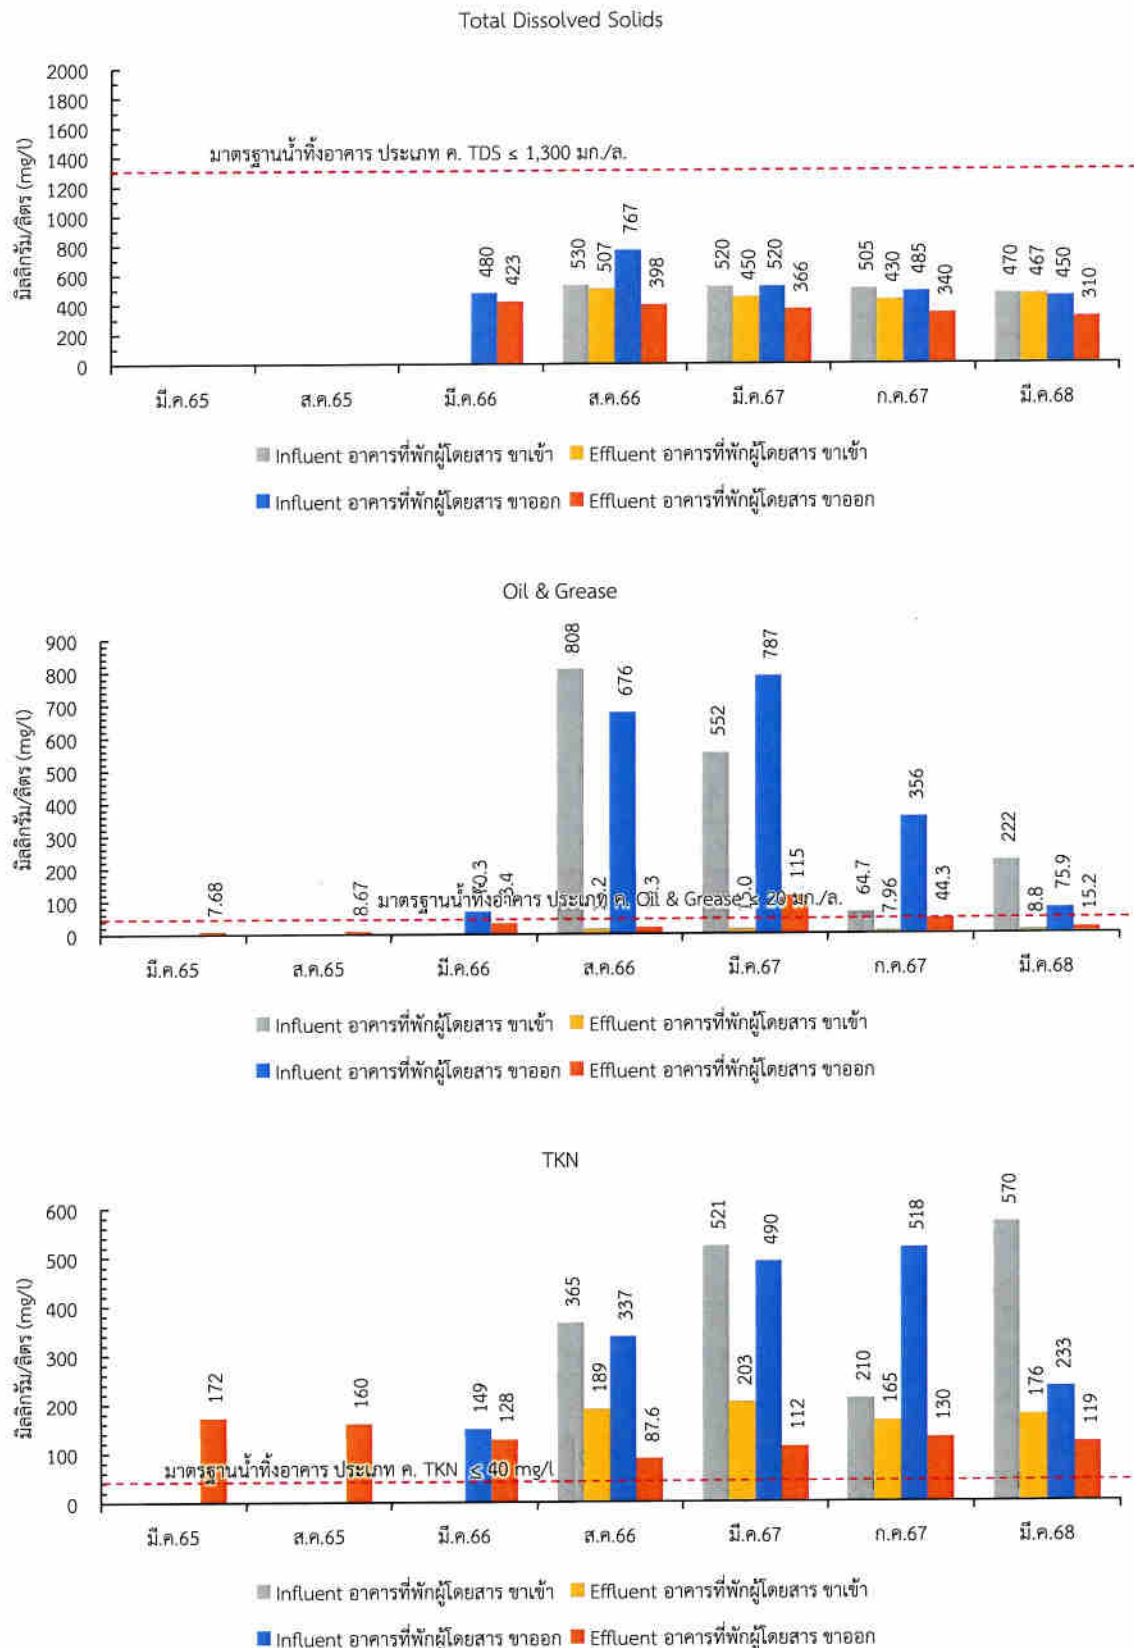 Total Dissolved Solids
มิลลิกรัม/ลิตร (mg/l)
2000
1800
1600
1400
1200
1000
800
600
400
200
0
มาตรฐานน้ำทิ้งอาคาร ประเภท ค. TDS ≤ 1,300 มก./ล.
480 423 530 507 767 398 520 450 520 366 505 430 485 340 470 467 450 310
มี.ค.65 ส.ค.65 มี.ค.66 ส.ค.66 มี.ค.67 ก.ค.67 มี.ค.68
Influent อาคารที่พักผู้โดยสาร ขาเข้า Effluent อาคารที่พักผู้โดยสาร ขาเข้า
Influent อาคารที่พักผู้โดยสาร ขาออก Effluent อาคารที่พักผู้โดยสาร ขาออก
Oil & Grease
มิลลิกรัม/ลิตร (mg/l)
900
800
700
600
500
400
300
200
100
0
7.68 8.67 808 676 552 787 115 64.7 7.96 356 44.3 222 8.8 75.9 15.2
มาตรฐานน้ำทิ้งอาคาร ประเภท ค. Oil & Grease ≤ 20 มก./ล.
มี.ค.65 ส.ค.65 มี.ค.66 ส.ค.66 มี.ค.67 ก.ค.67 มี.ค.68
Influent อาคารที่พักผู้โดยสาร ขาเข้า Effluent อาคารที่พักผู้โดยสาร ขาเข้า
Influent อาคารที่พักผู้โดยสาร ขาออก Effluent อาคารที่พักผู้โดยสาร ขาออก
TKN
มิลลิกรัม/ลิตร (mg/l)
600
500
400
300
200
100
0
172 160 149 128 365 189 337 87.6 521 203 490 112 210 165 518 130 570 176 233 119
มาตรฐานน้ำทิ้งอาคาร ประเภท ค. TKN ≤ 40 mg/l
มี.ค.65 ส.ค.65 มี.ค.66 ส.ค.66 มี.ค.67 ก.ค.67 มี.ค.68
Influent อาคารที่พักผู้โดยสาร ขาเข้า Effluent อาคารที่พักผู้โดยสาร ขาเข้า
Influent อาคารที่พักผู้โดยสาร ขาออก Effluent อาคารที่พักผู้โดยสาร ขาออก